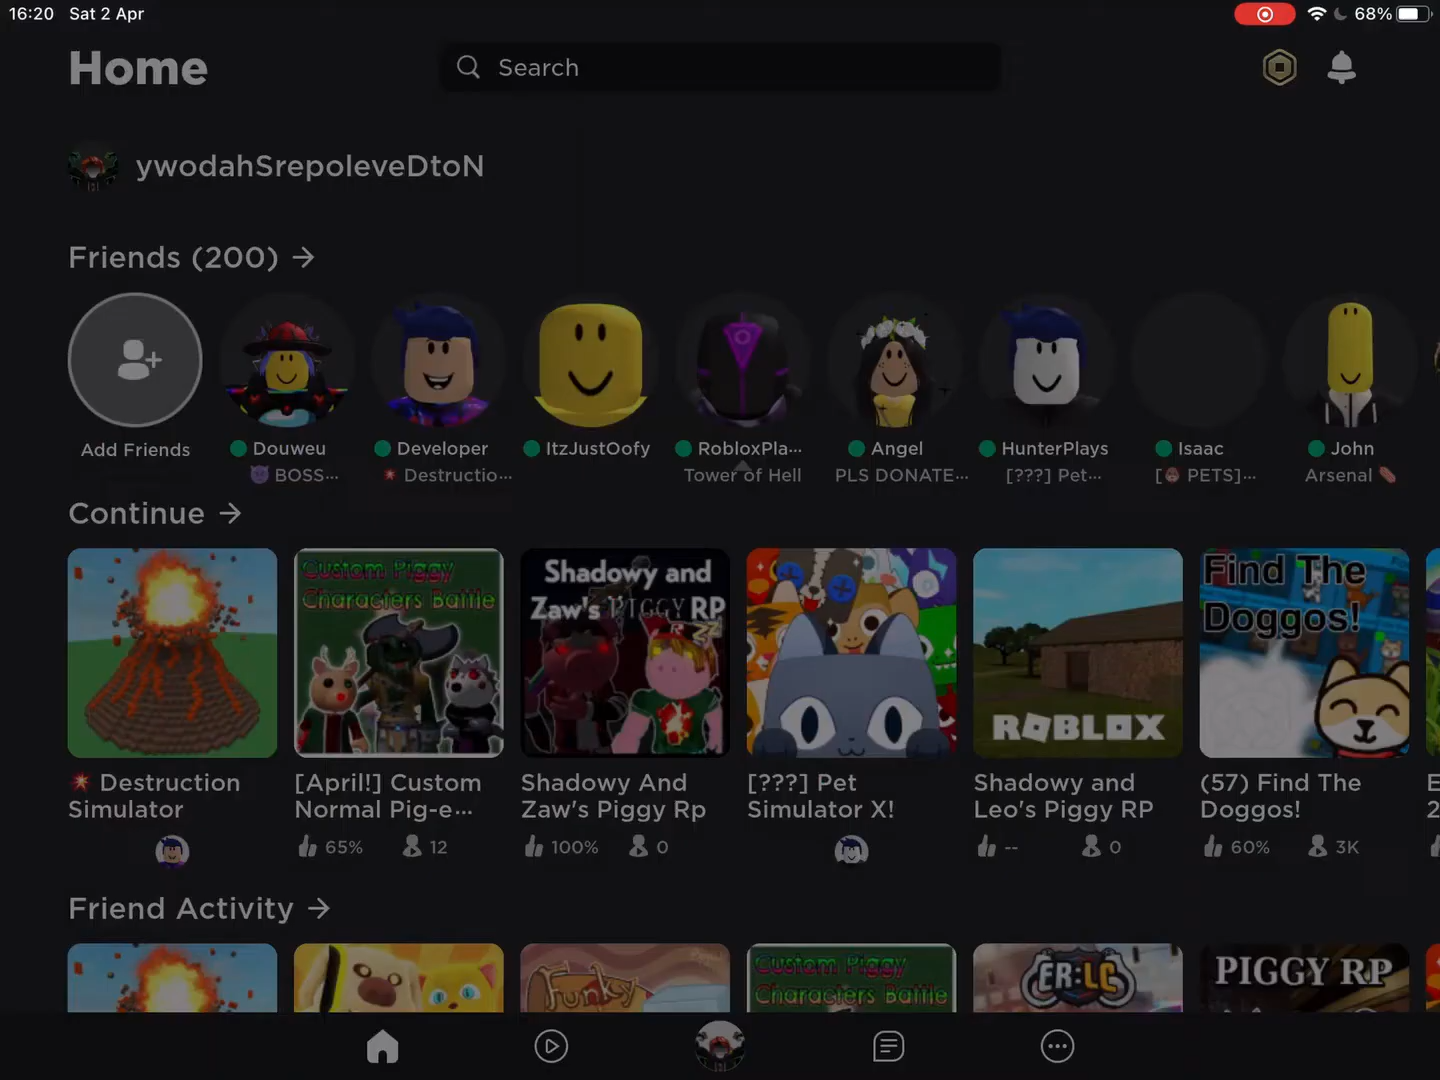 16:20 Sat 2 Apr
68%
Home
Search
ywodahSrepoleveDtoN
Friends (200) →
Add Friends
Douweu
BOSS...
Developer
Destructio...
ItzJustOofy
RobloxPla...
Tower of Hell
Angel
PLS DONATE...
HunterPlays
[???] Pet...
Isaac
[ PETS]...
John
Arsenal
Continue →
Custom Piggy
Characters Battle
Shadowy and
Zaw's PIGGY RP
ROBLOX
Find The
Doggos!
Destruction
Simulator
[April!] Custom
Normal Pig-e...
65% 12
Shadowy And
Zaw's Piggy Rp
100% 0
[???] Pet
Simulator X!
Shadowy and
Leo's Piggy RP
-- 0
(57) Find The
Doggos!
60% 3K
E
2
Friend Activity →
Funky
Custom Piggy
Characters Battle
ER:LC
PIGGY RP